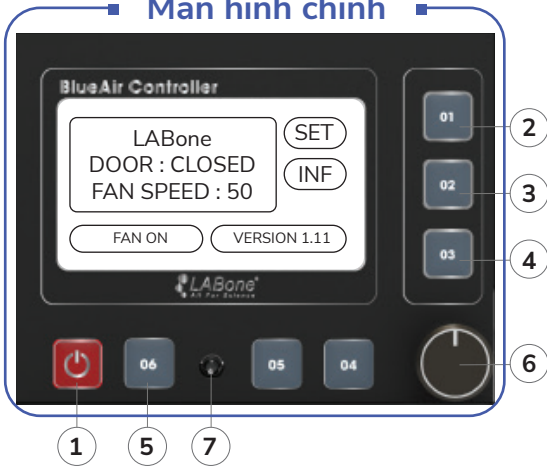 Màn hình chính
BlueAir Controller
LABone
DOOR : CLOSED
FAN SPEED : 50
SET
INF
FAN ON
VERSION 1.11
LABone®
All For Balance
01
02
03
06
05
04
2
3
4
6
1
5
7